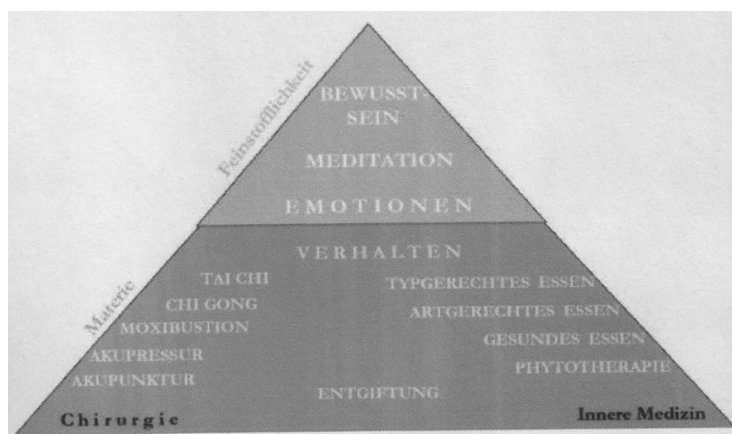 Feinstofflichkeit
BEWUSST-
SEIN
MEDITATION
EMOTIONEN
Materie
VERHALTEN
TAI CHI
CHI GONG
MOXIBUSTION
AKUPRESSUR
AKUPUNKTUR
TYPGERECHTES ESSEN
ARTGERECHTES ESSEN
GESUNDES ESSEN
PHYTOTHERAPIE
ENTGIFTUNG
Chirurgie
Innere Medizin